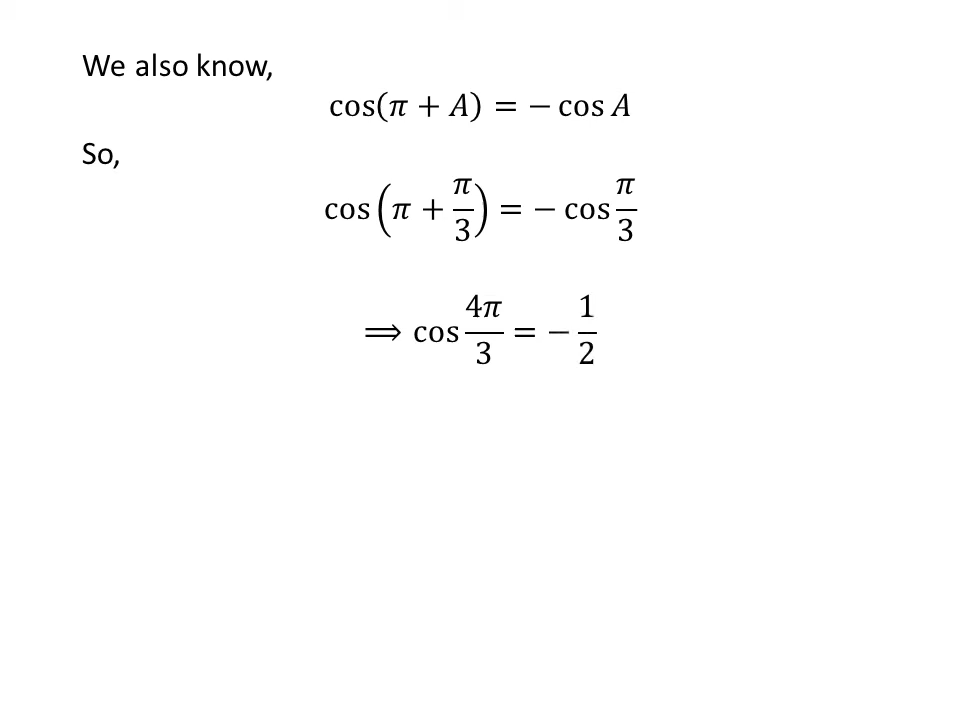 We also know,
cos(π + A) = − cos A
So,
cos (π + π/3) = − cos π/3
⟹ cos 4π/3 = − 1/2